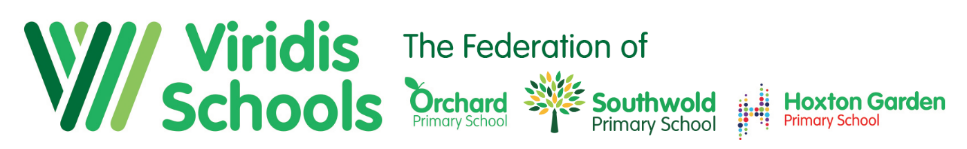 Viridis
Schools
The Federation of
Orchard
Primary School
Southwold
Primary School
Hoxton Garden
Primary School